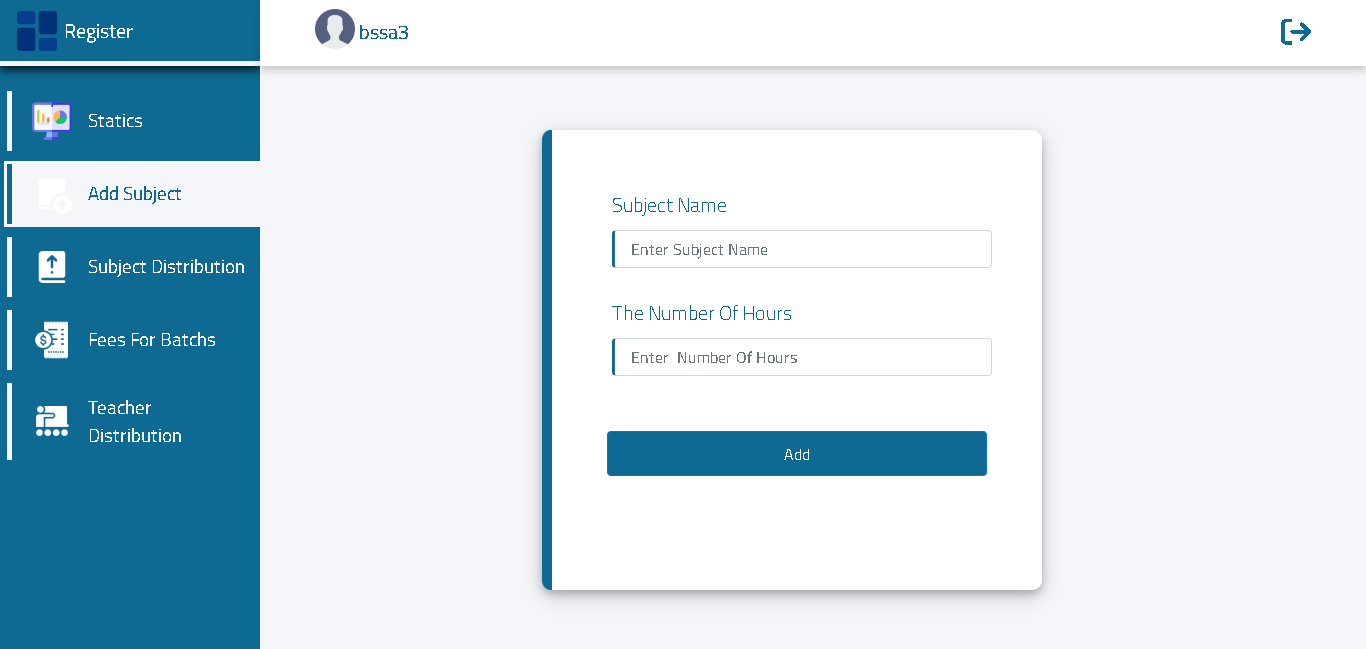 Register
bssa3
Statics
Add Subject
Subject Distribution
Fees For Batchs
Teacher
Distribution
Subject Name
Enter Subject Name
The Number Of Hours
Enter  Number Of Hours
Add